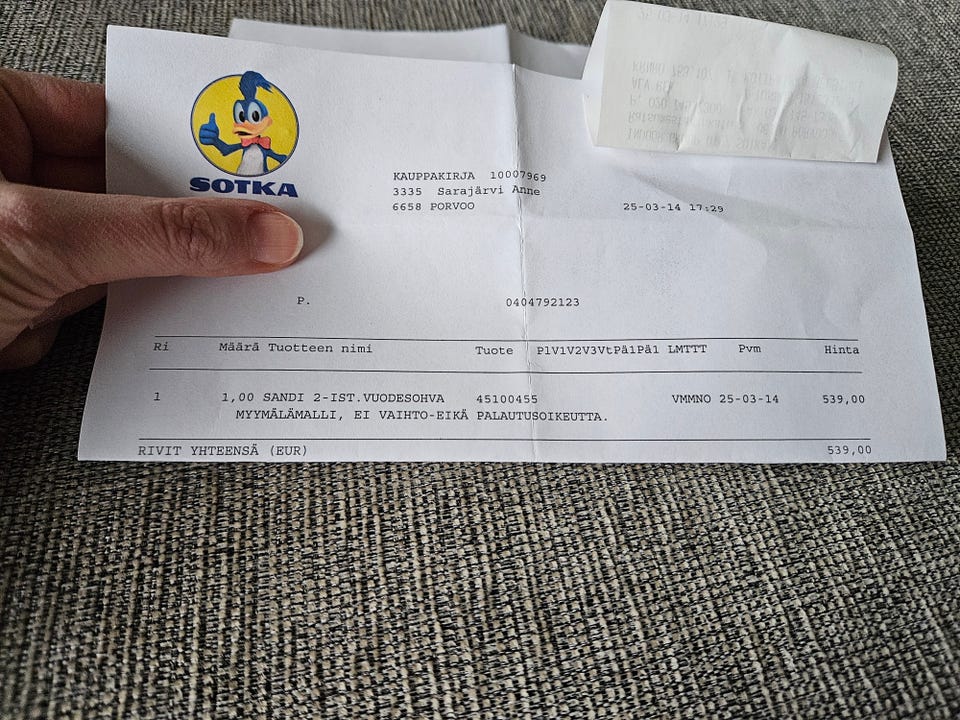 SOTKA
KAUPPAKIRJA 10007969
3335 Sarajärvi Anne
6658 PORVOO 25-03-14 17:29
P. 0404792123
Ri Määrä Tuotteen nimi Tuote PlV1V2V3VtPä1Pä1 LMTTT Pvm Hinta
1 1,00 SANDI 2-IST.VUODESOHVA 45100455 VMMNO 25-03-14 539,00
MYYMÄLÄMALLI, EI VAIHTO-EIKÄ PALAUTUSOIKEUTTA.
RIVIT YHTEENSÄ (EUR) 539,00